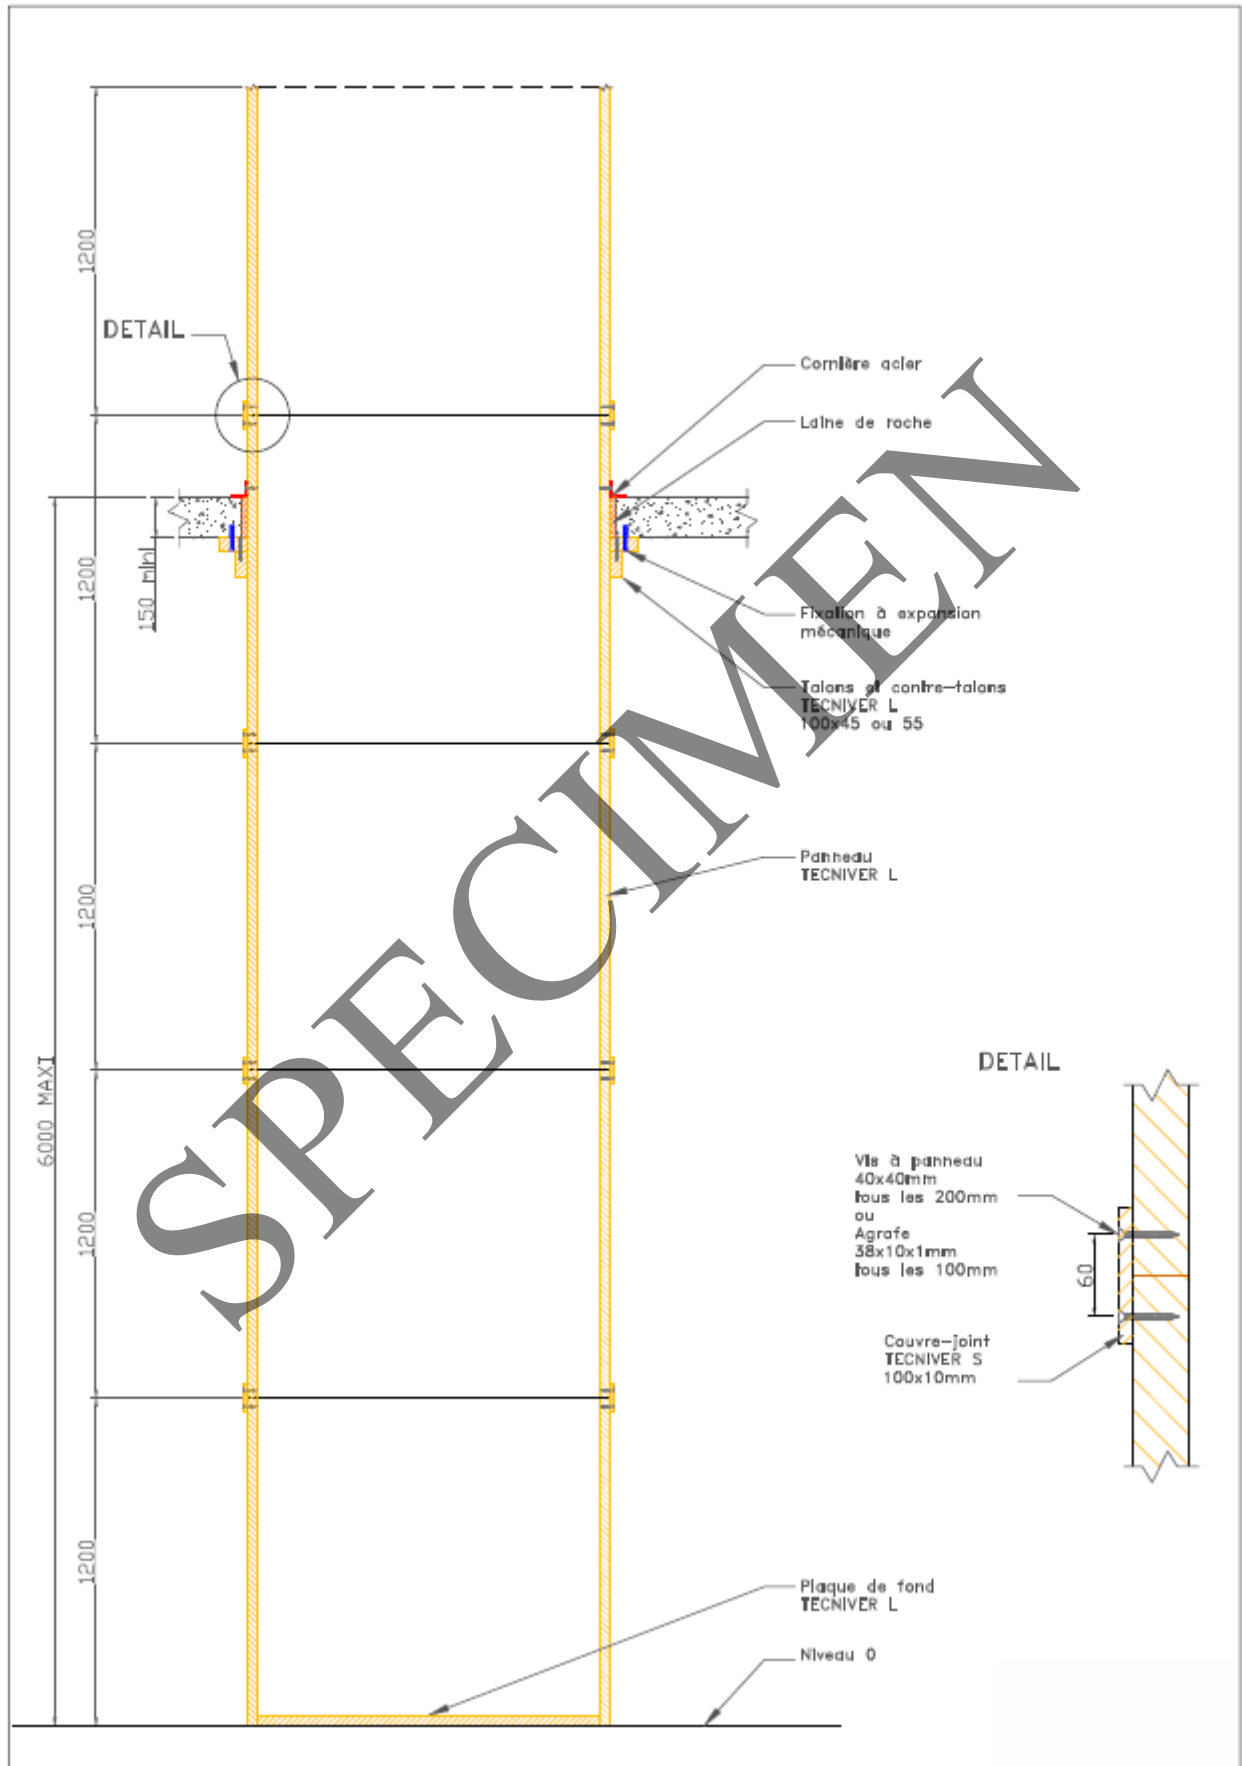 1200
DETAIL
Cornière acier
Laine de roche
1200
150 mini
Fixation à expansion
mécanique
Talons et contre-talons
TECNIVER L
100x45 ou 55
1200
Panneau
TECNIVER L
6000 MAXI
DETAIL
Vis à panneau
40x40mm
tous les 200mm
ou
Agrafe
38x10x1mm
tous les 100mm
60
1200
Couvre-joint
TECNIVER S
100x10mm
1200
Plaque de fond
TECNIVER L
Niveau 0
SPECIMEN